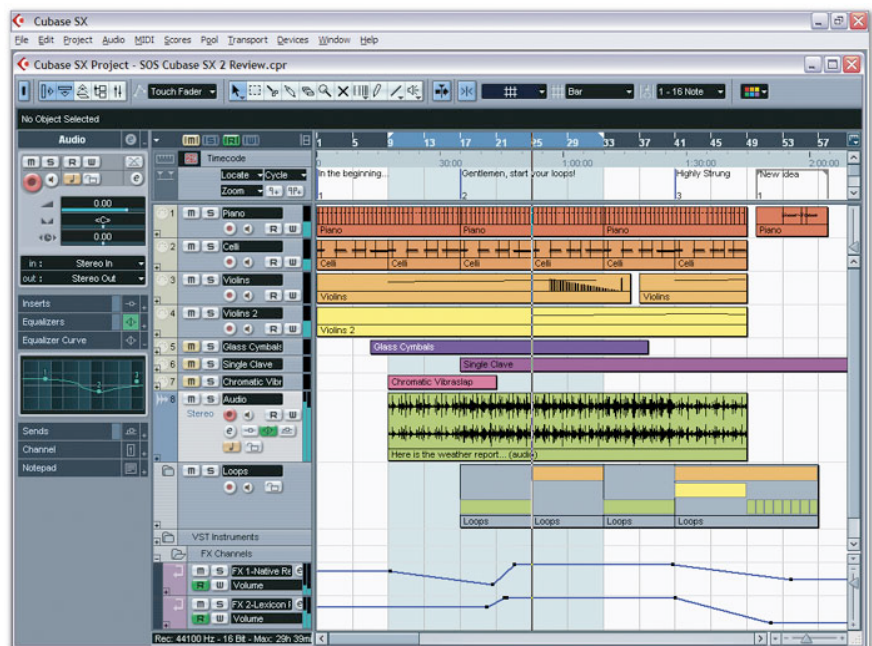 Cubase SX
File Edit Project Audio MIDI Scores Pool Transport Devices Window Help
Cubase SX Project - SOS Cubase SX 2 Review.cpr
Touch Fader Bar 1 - 16 Note
No Object Selected
Audio
M S R W
0.00
<C>
0.00
in : Stereo In
out : Stereo Out
Inserts
Equalizers
Equalizer Curve
1 2 3
Sends
Channel
Notepad
1 5 9 13 17 21 25 29 33 37 41 45 49 53 57
Timecode
0 30:00 1:00:00 1:30:00 2:00:00
Locate Cycle
Zoom
In the beginning... Gentlemen, start your loops! Highly Strung New idea
1 2 3 1
1 m S Piano
R W
Piano Piano Piano Piano
2 m S Celli
R W
Celli Celli Celli Celli Celli Celli
3 m S Violins
R W
Violins Violins
4 m S Violins 2
R W
Violins 2
5 m S Glass Cymbals
Glass Cymbals
6 m S Single Clave
Single Clave
7 m S Chromatic Vibr
Chromatic Vibraslap
8 m S Audio
Stereo R W
Here is the weather report... (audio)
m S Loops
Loops Loops Loops Loops
VST Instruments
FX Channels
m S FX 1-Native Re
R W Volume
m S FX 2-Lexicon
R W Volume
Rec: 44100 Hz - 16 Bit - Max: 29h 39mi